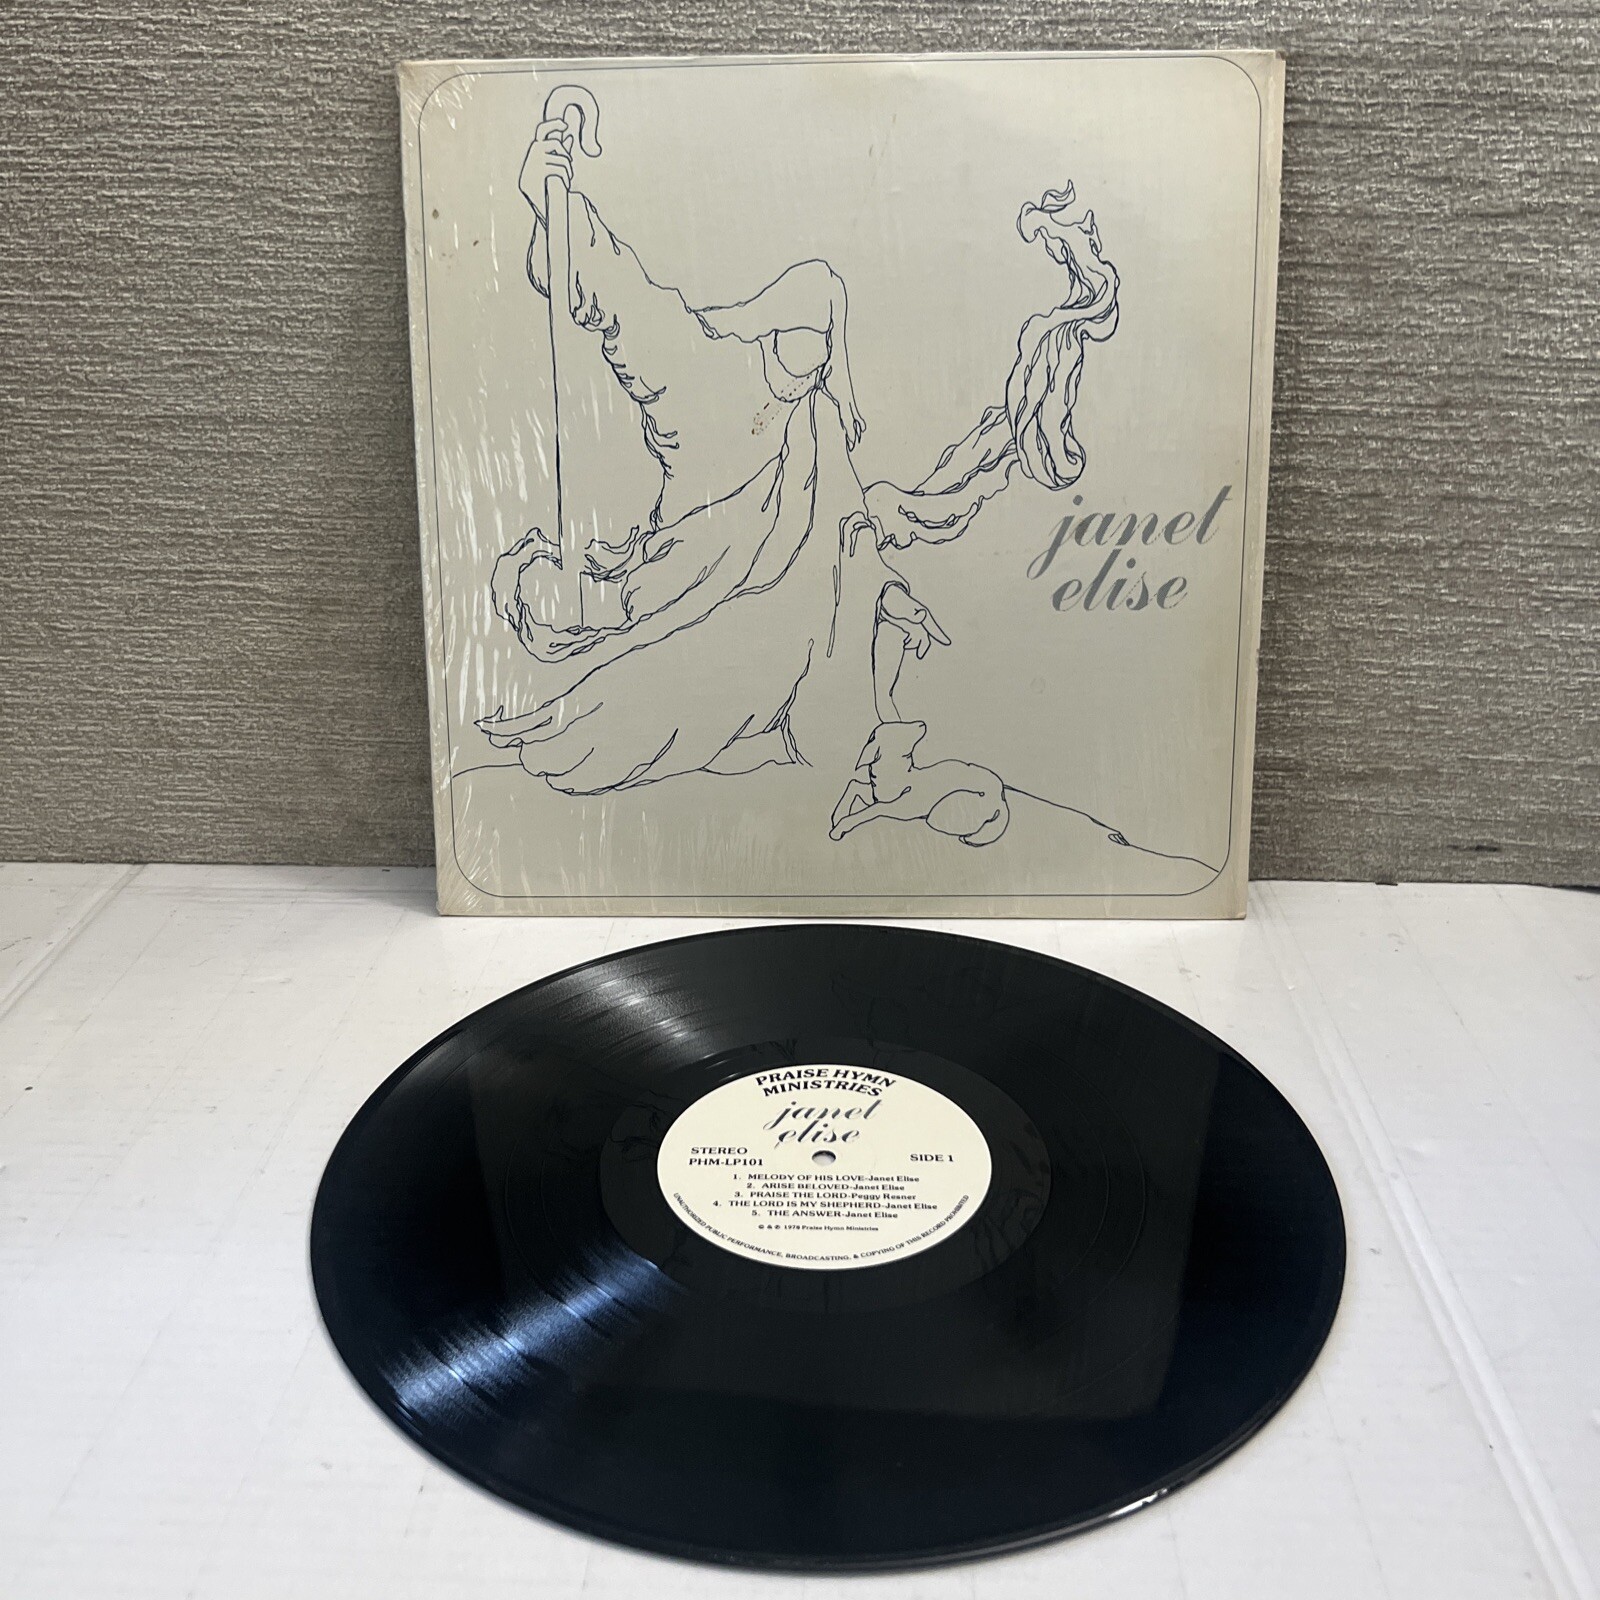 janet
elise
PRAISE HYMN
MINISTRIES
janet
elise
STEREO
PHM-LP101
SIDE 1
1. MELODY OF HIS LOVE-Janet Elise
2. ARISE BELOVED-Janet Elise
3. PRAISE THE LORD-Peggy Resner
4. THE LORD IS MY SHEPHERD-Janet Elise
5. THE ANSWER-Janet Elise
© & ℗ 1978 Praise Hymn Ministries
UNAUTHORIZED PUBLIC PERFORMANCE, BROADCASTING, & COPYING OF THIS RECORD PROHIBITED